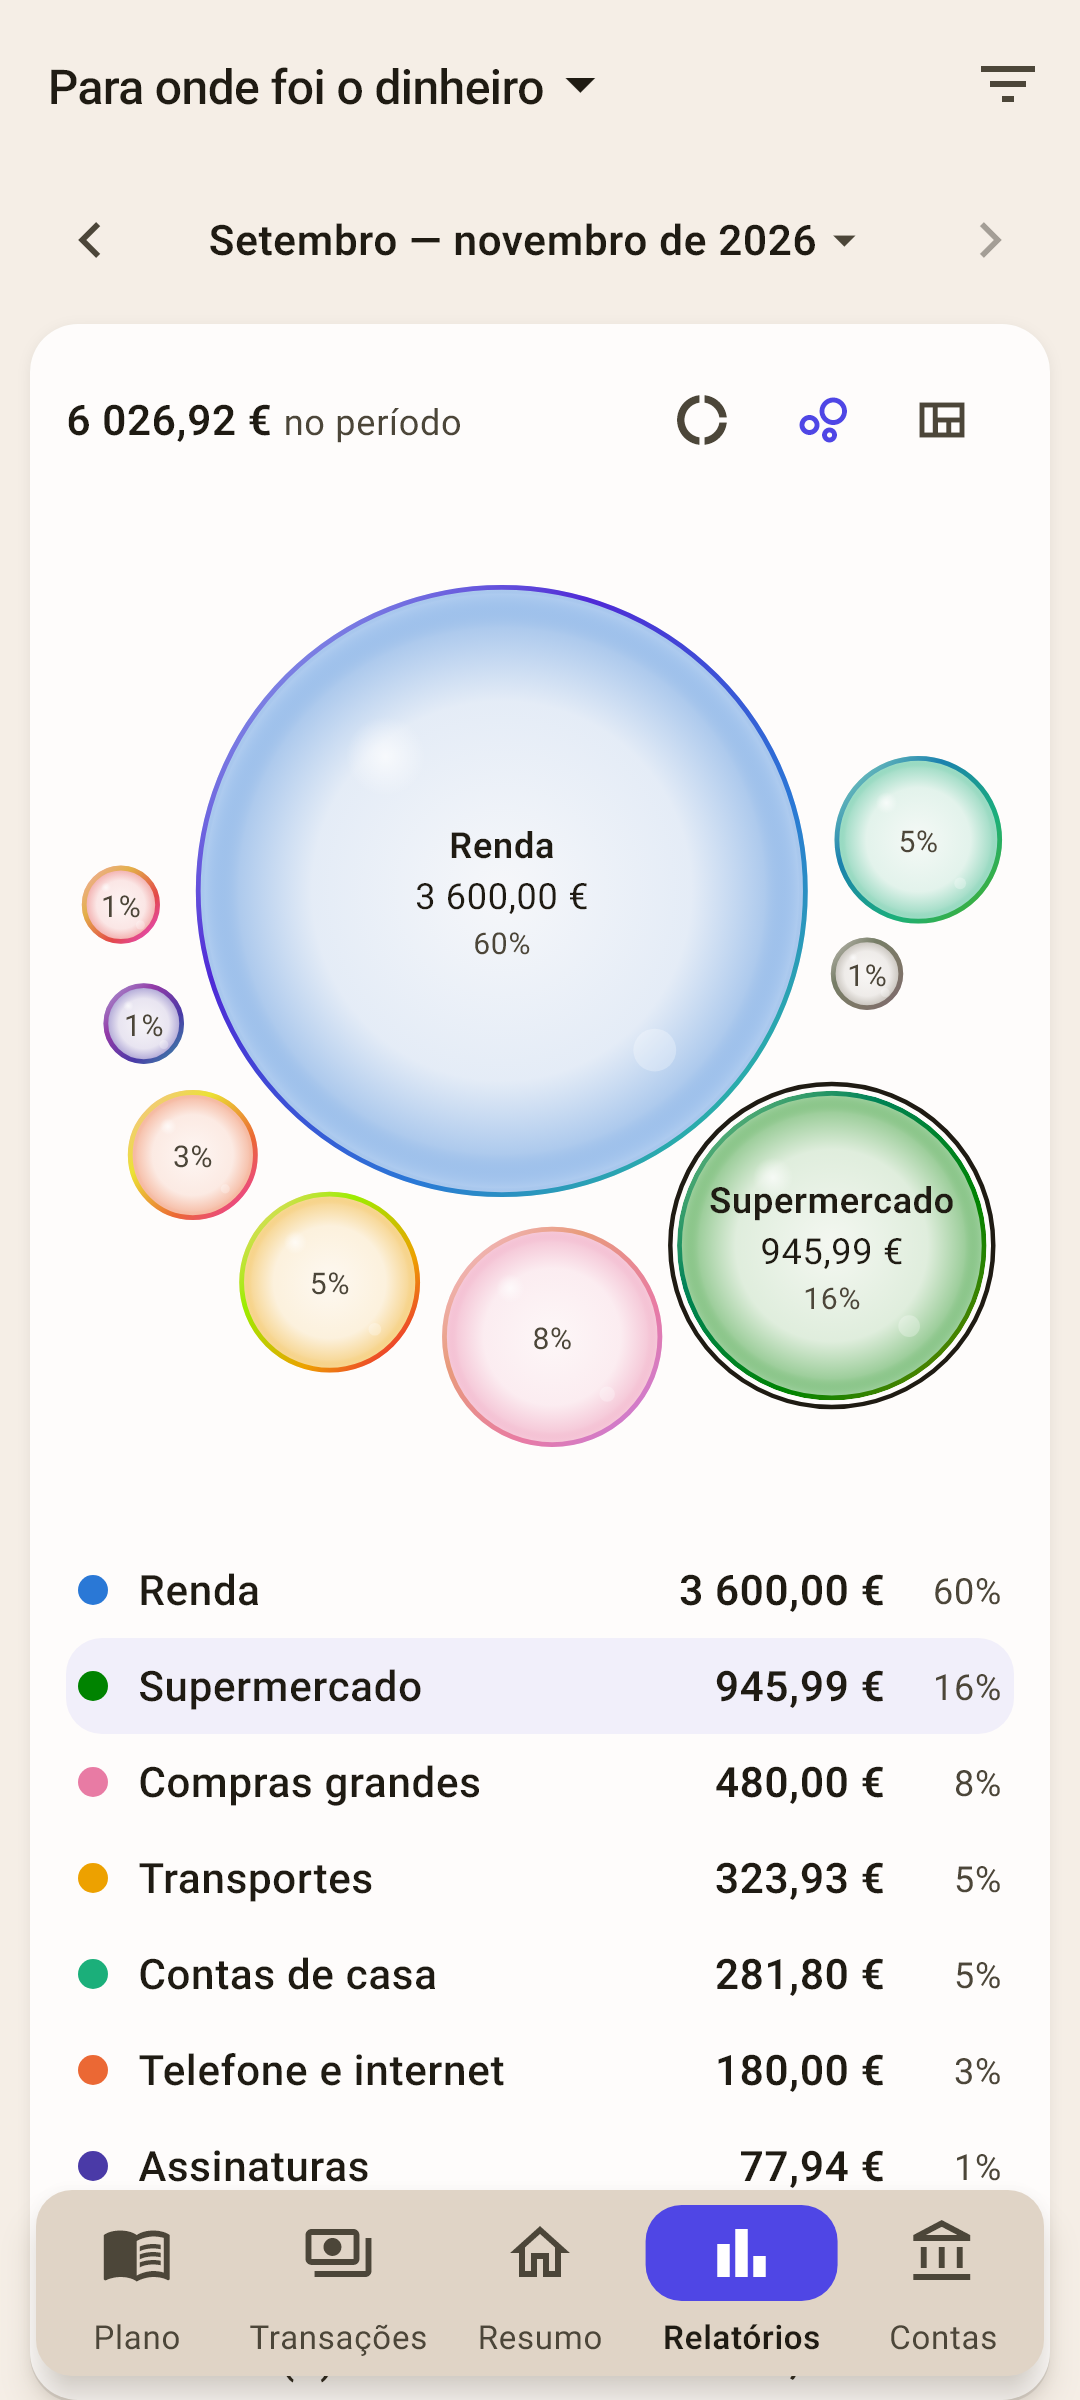 Para onde foi o dinheiro
Setembro — novembro de 2026
6 026,92 € no período
Renda
3 600,00 €
60%
5%
1%
1%
1%
3%
Supermercado
945,99 €
16%
5%
8%
Renda 3 600,00 € 60%
Supermercado 945,99 € 16%
Compras grandes 480,00 € 8%
Transportes 323,93 € 5%
Contas de casa 281,80 € 5%
Telefone e internet 180,00 € 3%
Assinaturas 77,94 € 1%
Plano Transações Resumo Relatórios Contas